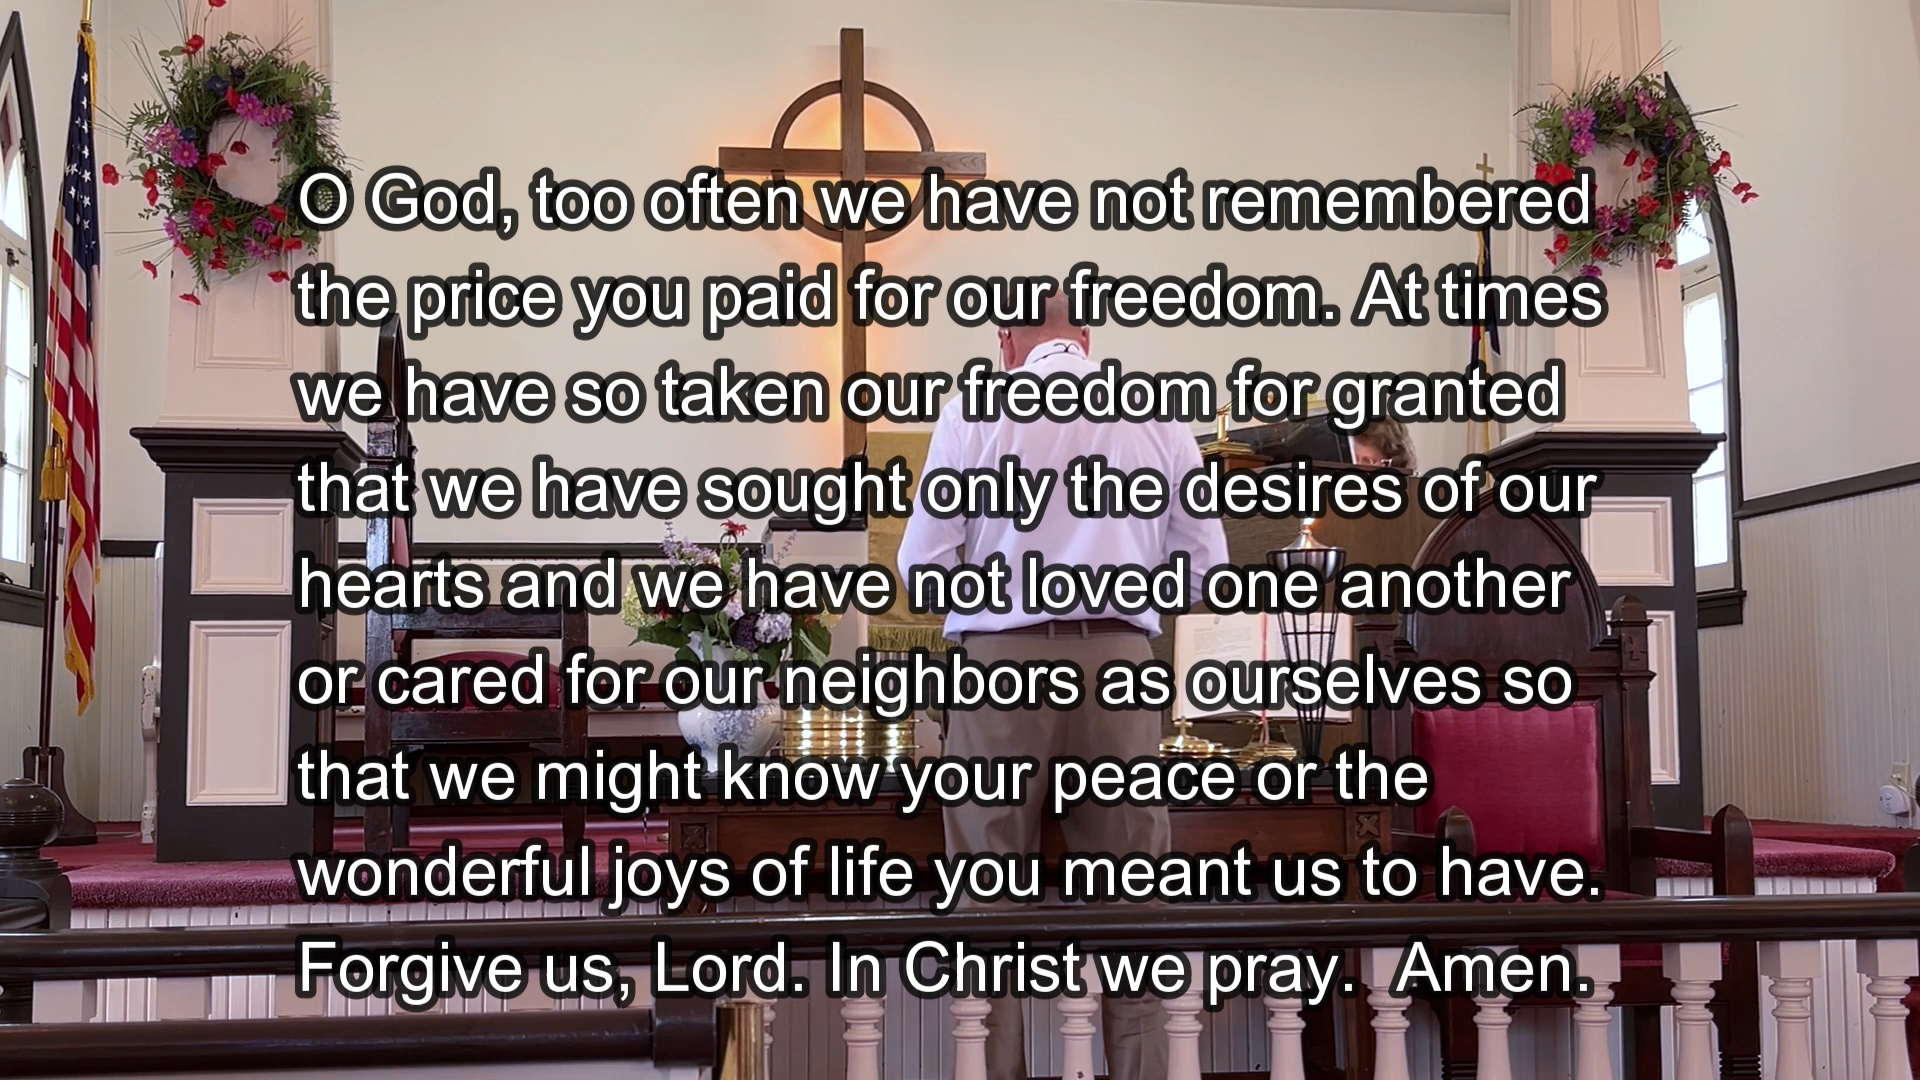 O God, too often we have not remembered
the price you paid for our freedom. At times
we have so taken our freedom for granted
that we have sought only the desires of our
hearts and we have not loved one another
or cared for our neighbors as ourselves so
that we might know your peace or the
wonderful joys of life you meant us to have.
Forgive us, Lord. In Christ we pray.  Amen.